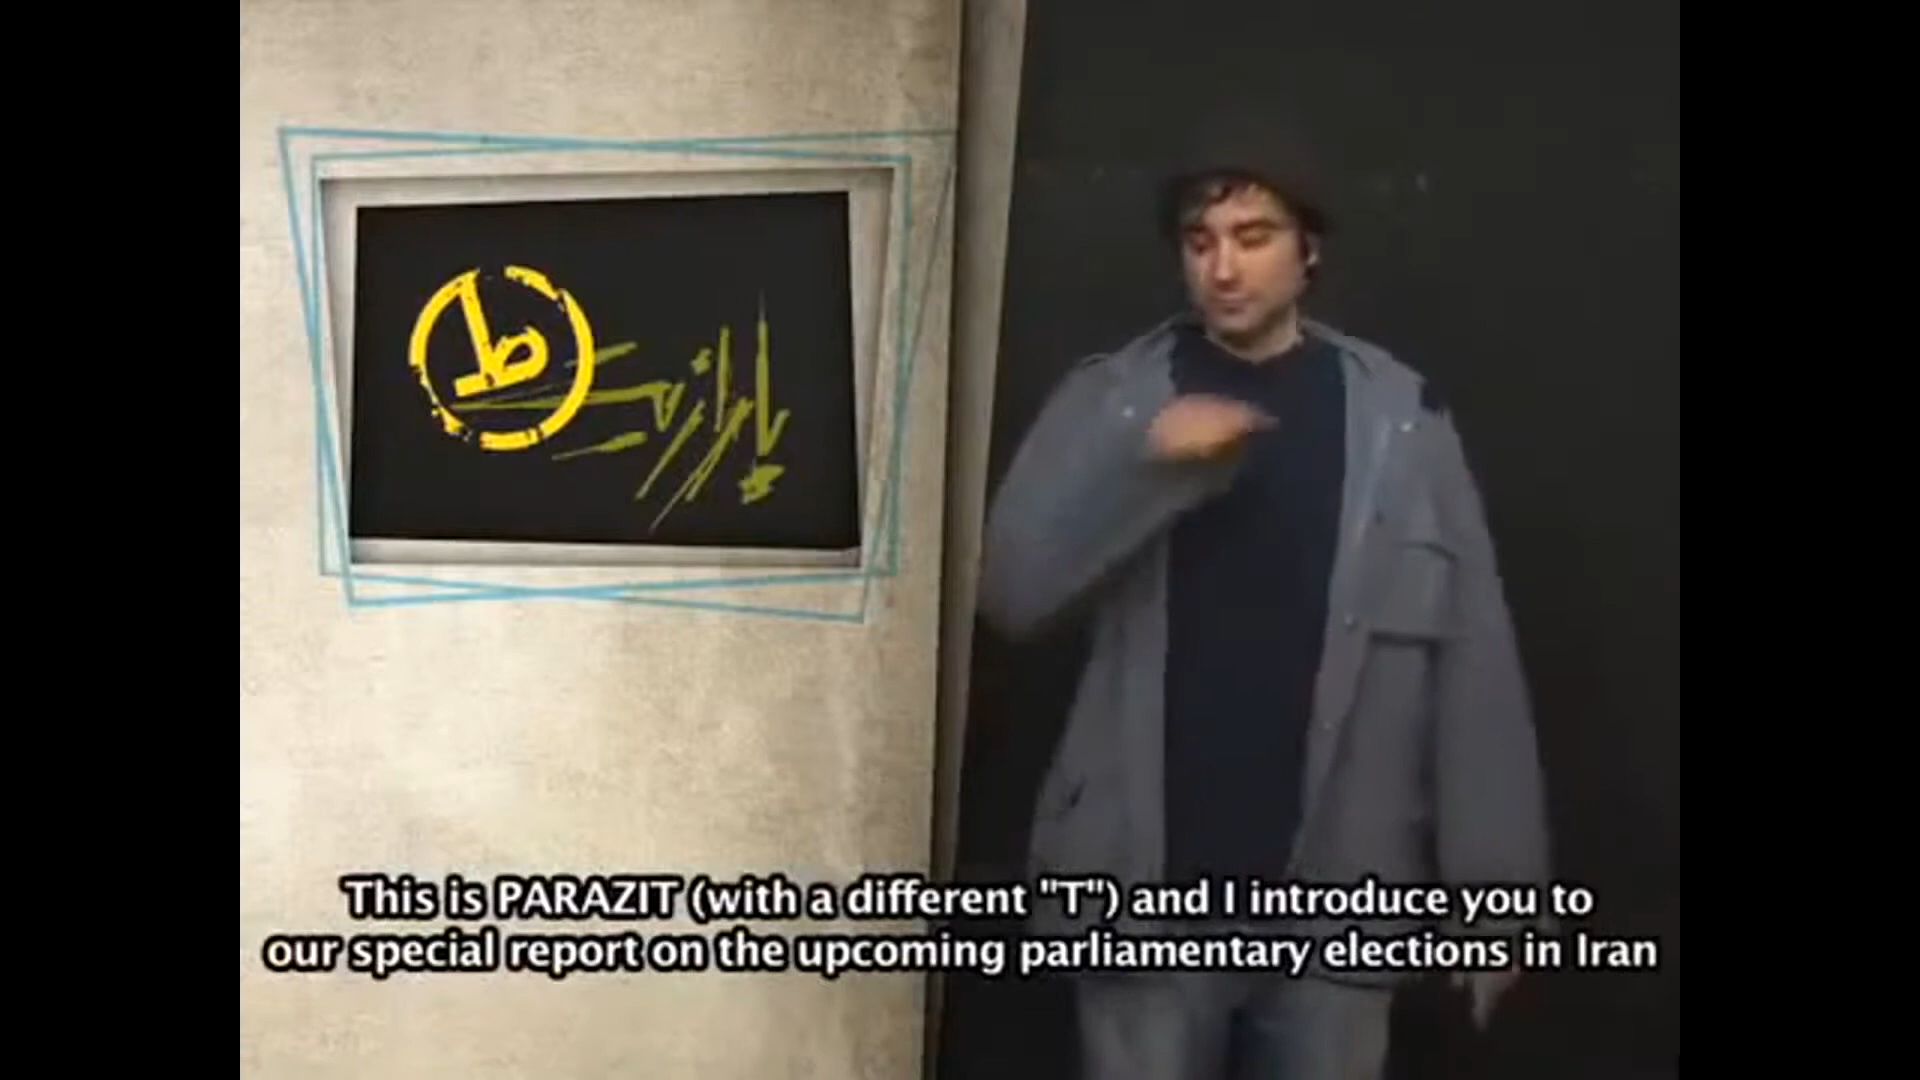 پارازیت
ط
This is PARAZIT (with a different "T") and I introduce you to
our special report on the upcoming parliamentary elections in Iran